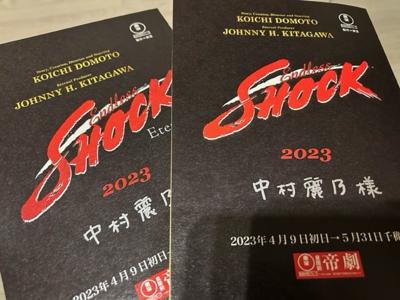 Story, Creation, Direction and Starring
KOICHI DOMOTO
Eternal Producer
JOHNNY H. KITAGAWA
Endless
SHOCK
Ete
2023
中村麗乃
2023年4月9日初日→5
Story, Creation, Direction and Starring
KOICHI DOMOTO
Eternal Producer
JOHNNY H. KITAGAWA
Endless
SHOCK
2023
中村麗乃様
2023年4月9日初日→5月31日千
帝劇